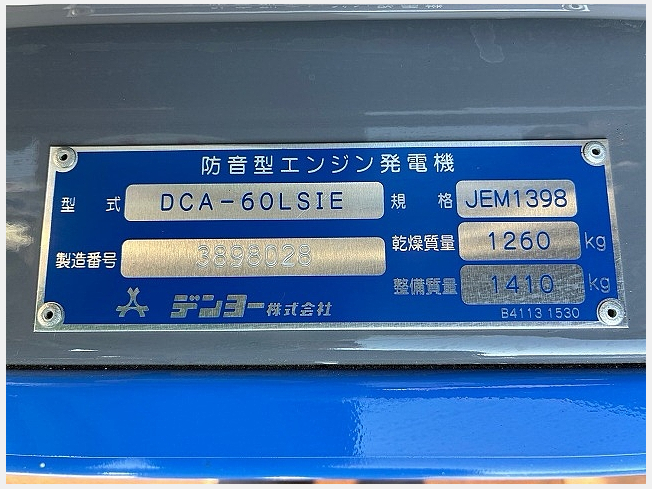 防音型エンジン発電機
型式 DCA-60LSIE 規格 JEM1398
製造番号 3898028 乾燥質量 1260 kg
整備質量 1410 kg
デンヨー株式会社
B41131530